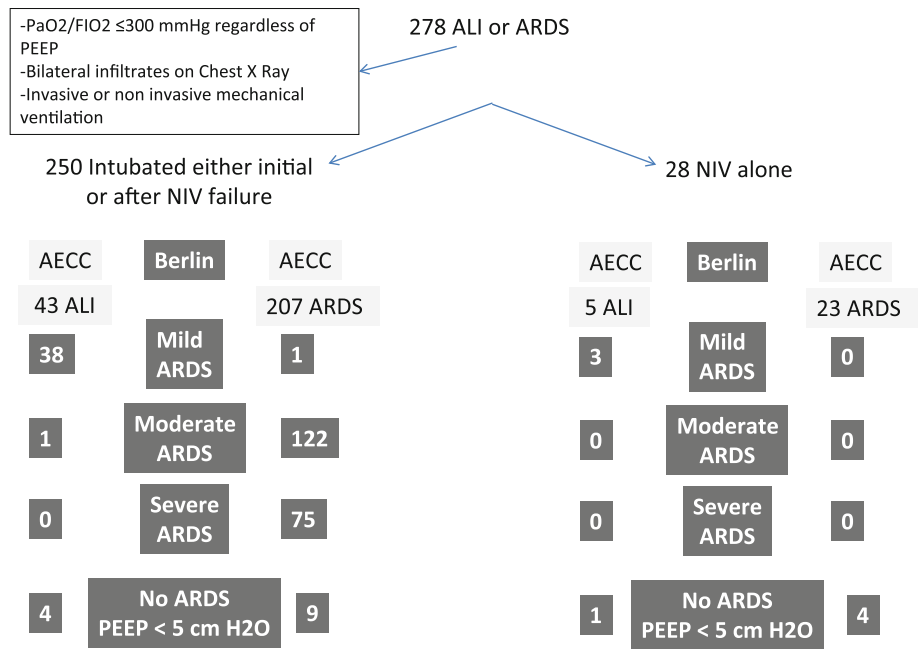 -PaO2/FIO2 ≤300 mmHg regardless of
PEEP
-Bilateral infiltrates on Chest X Ray
-Invasive or non invasive mechanical
ventilation
278 ALI or ARDS
250 Intubated either initial
or after NIV failure
28 NIV alone
AECC Berlin AECC
43 ALI 207 ARDS
38 Mild
ARDS 1
1 Moderate
ARDS 122
0 Severe
ARDS 75
4 No ARDS
PEEP < 5 cm H2O 9
AECC Berlin AECC
5 ALI 23 ARDS
3 Mild
ARDS 0
0 Moderate
ARDS 0
0 Severe
ARDS 0
1 No ARDS
PEEP < 5 cm H2O 4